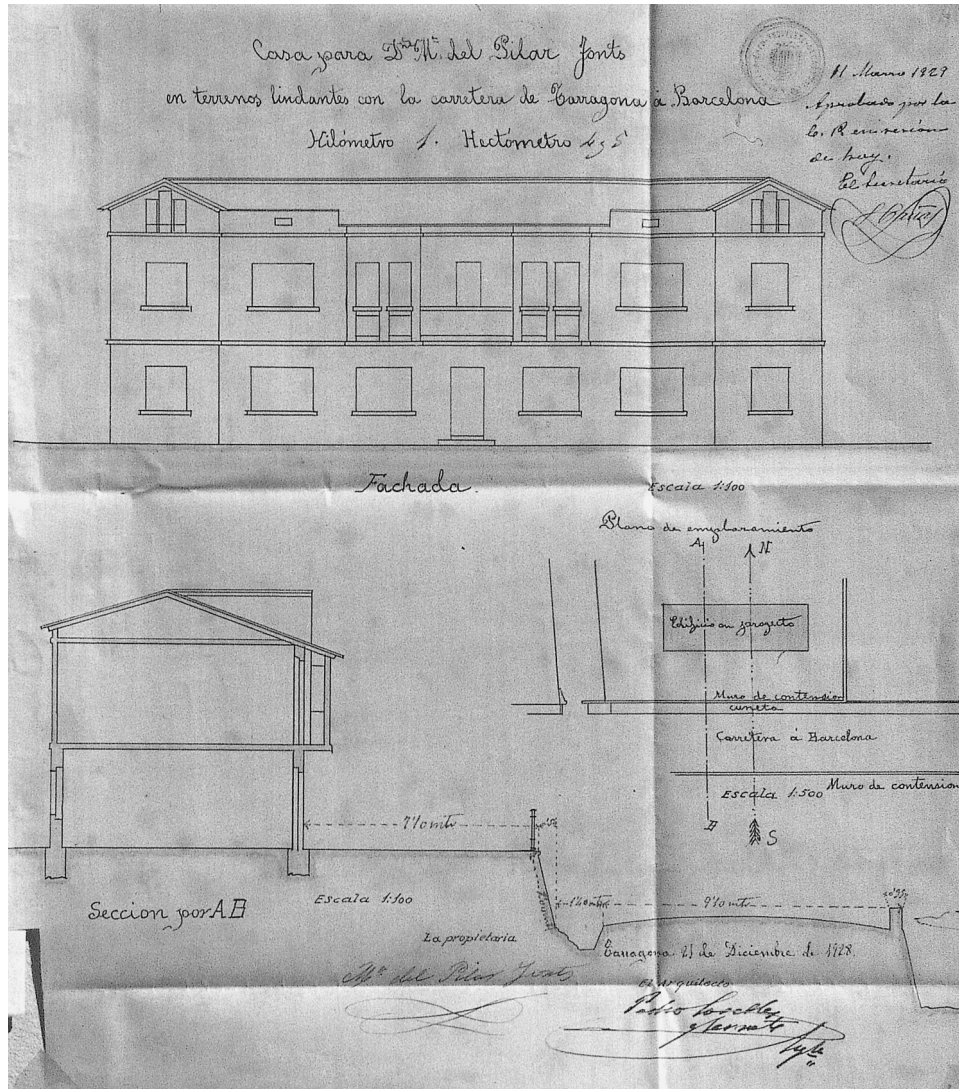 Casa para Dña Mª del Pilar Fonts
en terrenos lindantes con la carretera de Tarragona á Barcelona
Kilómetro 1. Hectómetro 4 y 5
11 Marzo 1929
Aprobado por la
C. P. en sesión
de hoy.
El Secretario
Fachada.
Escala 1:100
Plano de emplazamiento
A
N
Edificio en proyecto
Muro de contension
cuneta
Carretera á Barcelona
Escala 1:500
Muro de contension
B
S
7'10 mts
1'40 mts
9'10 mts
Seccion por A B
Escala 1:100
La propietaria
Mª del Pilar Fonts
Tarragona 21 de Diciembre de 1928.
El Arquitecto
Pedro